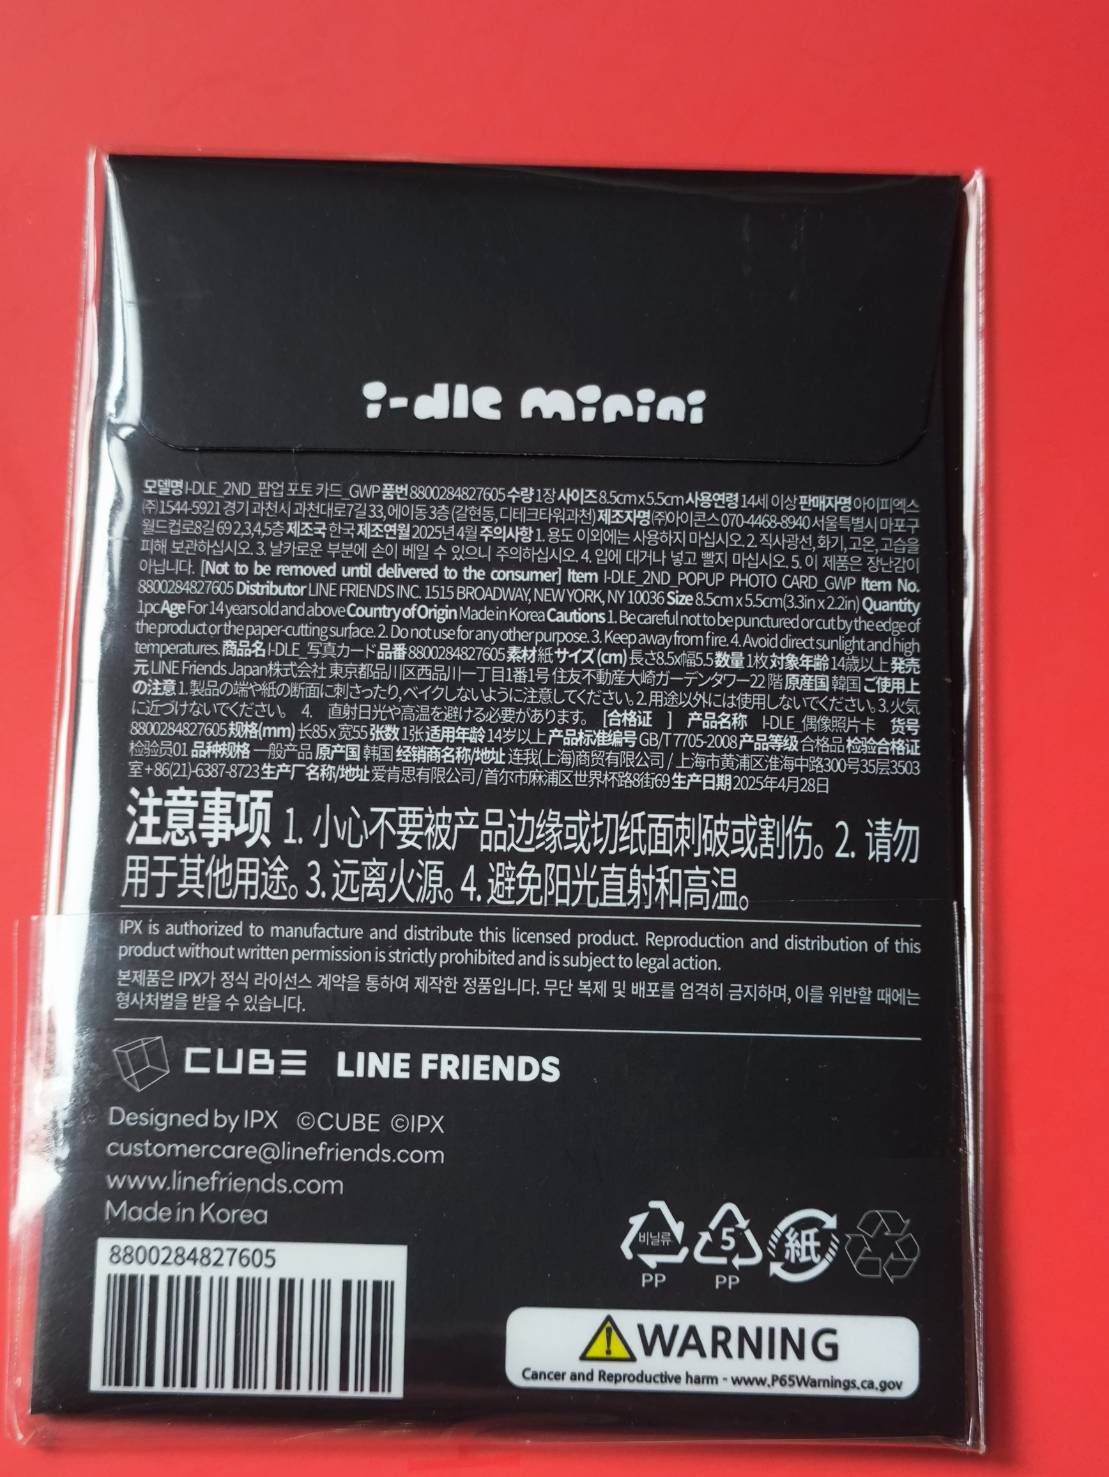 i-dle minini
모델명 I-DLE_2ND_팝업 포토 카드_GWP 품번 8800284827605 수량 1장 사이즈 8.5cm x 5.5cm 사용연령 14세 이상 판매자명 아이피엑스
㈜ 1544-5921 경기 과천시 과천대로7길 33, 에이동 3층 (갈현동, 디테크타워과천) 제조자명 ㈜아이콘스 070-4468-8940 서울특별시 마포구
월드컵로8길 69 2,3,4,5층 제조국 한국 제조연월 2025년 4월 주의사항 1. 용도 이외에는 사용하지 마십시오. 2. 직사광선, 화기, 고온, 고습을
피해 보관하십시오. 3. 날카로운 부분에 손이 베일 수 있으니 주의하십시오. 4. 입에 대거나 넣고 빨지 마십시오. 5. 이 제품은 장난감이
아닙니다. [Not to be removed until delivered to the consumer] Item I-DLE_2ND_POPUP PHOTO CARD_GWP Item No.
8800284827605 Distributor LINE FRIENDS INC. 1515 BROADWAY, NEW YORK, NY 10036 Size 8.5cm x 5.5cm(3.3in x 2.2in) Quantity
1pc Age For 14 years old and above Country of Origin Made in Korea Cautions 1. Be careful not to be punctured or cut by the edge of
the product or the paper-cutting surface. 2. Do not use for any other purpose. 3. Keep away from fire. 4. Avoid direct sunlight and high
temperatures. 商品名 I-DLE_写真カード 品番 8800284827605 素材 紙 サイズ (cm) 長さ8.5x幅5.5 数量 1枚 対象年齢 14歳以上 発売
元 LINE Friends Japan株式会社 東京都品川区西品川一丁目1番1号 住友不動産大崎ガーデンタワー22 階 原産国 韓国 ご使用上
の注意 1. 製品の端や紙の断面に刺さったり、ベイクしないように注意してください。2. 用途以外には使用しないでください。3. 火気
に近づけないでください。 4. 直射日光や高温を避ける必要があります。 [合格证 ] 产品名称 I-DLE_偶像照片卡 货号
8800284827605 规格(mm) 长85 x 宽55 张数 1张 适用年龄 14岁以上 产品标准编号 GB/T 7705-2008 产品等级 合格品 检验合格证
检验员01 品种规格 一般产品 原产国 韩国 经销商名称/地址 连我(上海)商贸有限公司 / 上海市黄浦区淮海中路300号35层3503
室 +86(21)-6387-8723 生产厂名称/地址 爱肯思有限公司 / 首尔市麻浦区世界杯路8街69 生产日期 2025年4月28日
注意事项 1. 小心不要被产品边缘或切纸面刺破或割伤。2. 请勿
用于其他用途。3. 远离火源。4. 避免阳光直射和高温。
IPX is authorized to manufacture and distribute this licensed product. Reproduction and distribution of this
product without written permission is strictly prohibited and is subject to legal action.
본제품은 IPX가 정식 라이선스 계약을 통하여 제작한 정품입니다. 무단 복제 및 배포를 엄격히 금지하며, 이를 위반할 때에는
형사처벌을 받을 수 있습니다.
CUBE LINE FRIENDS
Designed by IPX ©CUBE ©IPX
customercare@linefriends.com
www.linefriends.com
Made in Korea
비닐류 5 紙
PP PP
8800284827605
WARNING
Cancer and Reproductive harm - www.P65Warnings.ca.gov